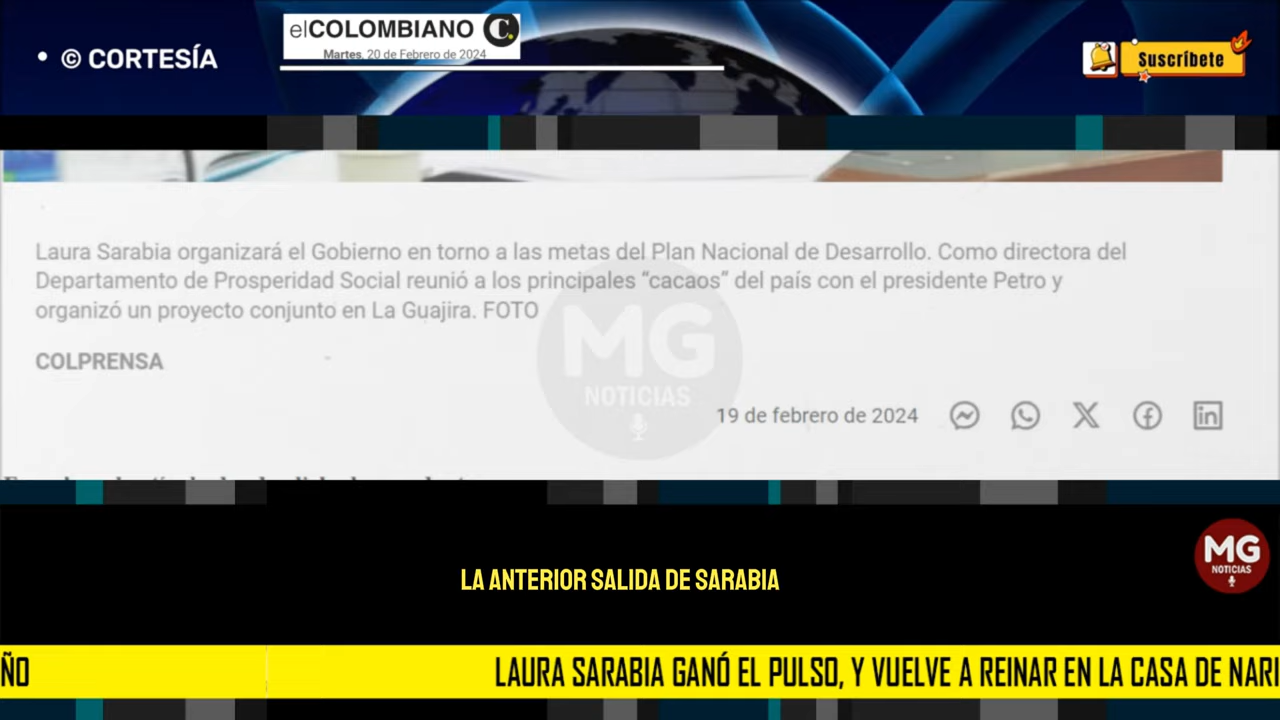 • © CORTESÍA
elCOLOMBIANO C.
Martes, 20 de Febrero de 2024
Suscríbete
Laura Sarabia organizará el Gobierno en torno a las metas del Plan Nacional de Desarrollo. Como directora del
Departamento de Prosperidad Social reunió a los principales “cacaos” del país con el presidente Petro y
organizó un proyecto conjunto en La Guajira. FOTO
COLPRENSA
MG
NOTICIAS
19 de febrero de 2024
LA ANTERIOR SALIDA DE SARABIA
MG
NOTICIAS
ÑO
LAURA SARABIA GANÓ EL PULSO, Y VUELVE A REINAR EN LA CASA DE NARI